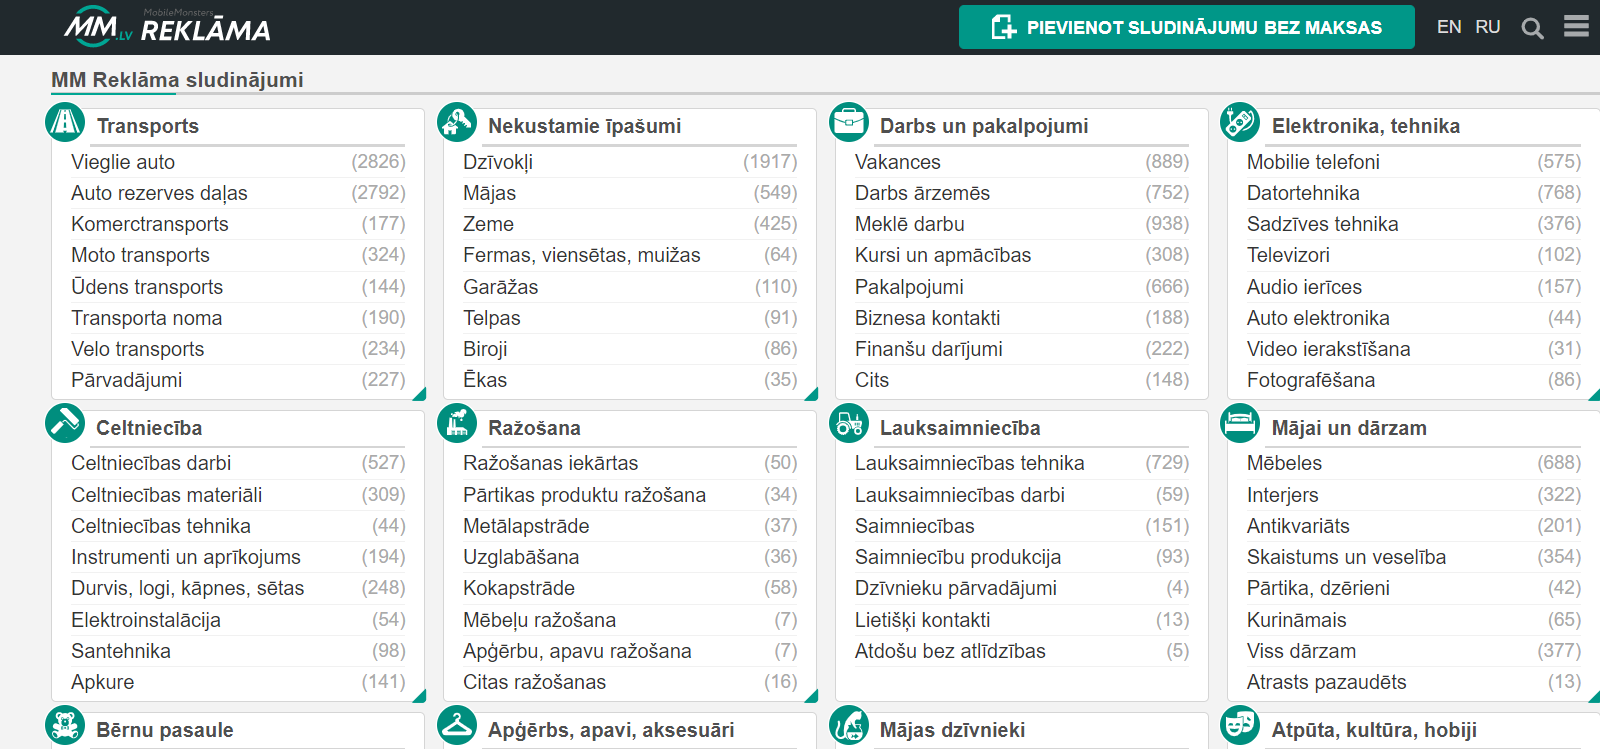 MobileMonsters
MM.LV REKLĀMA
PIEVIENOT SLUDINĀJUMU BEZ MAKSAS
EN RU
MM Reklāma sludinājumi
Transports
Vieglie auto (2826)
Auto rezerves daļas (2792)
Komerctransports (177)
Moto transports (324)
Ūdens transports (144)
Transporta noma (190)
Velo transports (234)
Pārvadājumi (227)
Nekustamie īpašumi
Dzīvokļi (1917)
Mājas (549)
Zeme (425)
Fermas, viensētas, muižas (64)
Garāžas (110)
Telpas (91)
Biroji (86)
Ēkas (35)
Darbs un pakalpojumi
Vakances (889)
Darbs ārzemēs (752)
Meklē darbu (938)
Kursi un apmācības (308)
Pakalpojumi (666)
Biznesa kontakti (188)
Finanšu darījumi (222)
Cits (148)
Elektronika, tehnika
Mobilie telefoni (575)
Datortehnika (768)
Sadzīves tehnika (376)
Televizori (102)
Audio ierīces (157)
Auto elektronika (44)
Video ierakstīšana (31)
Fotografēšana (86)
Celtniecība
Celtniecības darbi (527)
Celtniecības materiāli (309)
Celtniecības tehnika (44)
Instrumenti un aprīkojums (194)
Durvis, logi, kāpnes, sētas (248)
Elektroinstalācija (54)
Santehnika (98)
Apkure (141)
Ražošana
Ražošanas iekārtas (50)
Pārtikas produktu ražošana (34)
Metālapstrāde (37)
Uzglabāšana (36)
Kokapstrāde (58)
Mēbeļu ražošana (7)
Apģērbu, apavu ražošana (7)
Citas ražošanas (16)
Lauksaimniecība
Lauksaimniecības tehnika (729)
Lauksaimniecības darbi (59)
Saimniecības (151)
Saimniecību produkcija (93)
Dzīvnieku pārvadājumi (4)
Lietišķi kontakti (13)
Atdošu bez atlīdzības (5)
Mājai un dārzam
Mēbeles (688)
Interjers (322)
Antikvariāts (201)
Skaistums un veselība (354)
Pārtika, dzērieni (42)
Kurināmais (65)
Viss dārzam (377)
Atrasts pazaudēts (13)
Bērnu pasaule
Apģērbs, apavi, aksesuāri
Mājas dzīvnieki
Atpūta, kultūra, hobiji